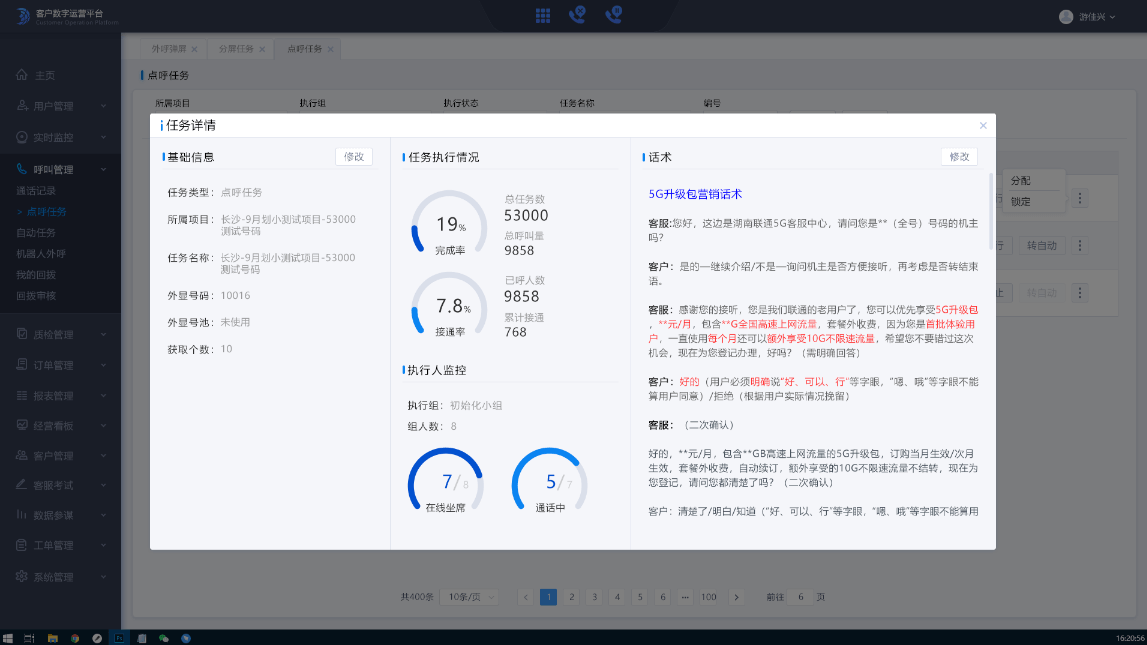 客户数字运营平台
Customer Operation Platform
游佳兴
外呼弹屏
分屏任务
点呼任务
主页
用户管理
实时监控
呼叫管理
通话记录
> 点呼任务
自动任务
机器人外呼
我的回拨
回拨审核
质检管理
订单管理
报表管理
经营看板
客户管理
客服考试
数据参谋
工单管理
系统管理
点呼任务
所属项目 执行组 执行状态 任务名称 编号
任务详情
基础信息
修改
任务类型: 点呼任务
所属项目: 长沙-9月划小测试项目-53000
测试号码
任务名称: 长沙-9月划小测试项目-53000
测试号码
外显号码: 10016
外显号池: 未使用
获取个数: 10
任务执行情况
19%
完成率
总任务数
53000
总呼叫量
9858
7.8%
接通率
已呼人数
9858
累计接通
768
执行人监控
执行组: 初始化小组
组人数: 8
7/8
在线坐席
5/7
通话中
话术
修改
5G升级包营销话术
客服:您好，这边是湖南联通5G客服中心，请问您是**（全号）号码的机主
吗?
客户：是的—继续介绍/不是—询问机主是否方便接听，再考虑是否转结束
语。
客服：感谢您的接听，您是我们联通的老用户了，您可以优先享受5G升级包
，**元/月，包含**G全国高速上网流量，套餐外收费，因为您是首批体验用
户，一直使用每个月还可以额外享受10G不限速流量，希望您不要错过这次
机会，现在为您登记办理，好吗？（需明确回答）
客户：好的（用户必须明确说“好、可以、行”等字眼，“嗯、哦”等字眼不能
算用户同意）/拒绝（根据用户实际情况挽留）
客服：（二次确认）
好的，**元/月，包含**GB高速上网流量的5G升级包，订购当月生效/次月
生效，套餐外收费，自动续订，额外享受的10G不限速流量不结转，现在为
您登记，请问您都清楚了吗？（二次确认）
客户：清楚了/明白/知道（“好、可以、行”等字眼，“嗯、哦”等字眼不能算用
分配
锁定
行
转自动
止
转自动
共400条
10条/页
1 2 3 4 5 6 ··· 100
前往 6 页
16:20:56